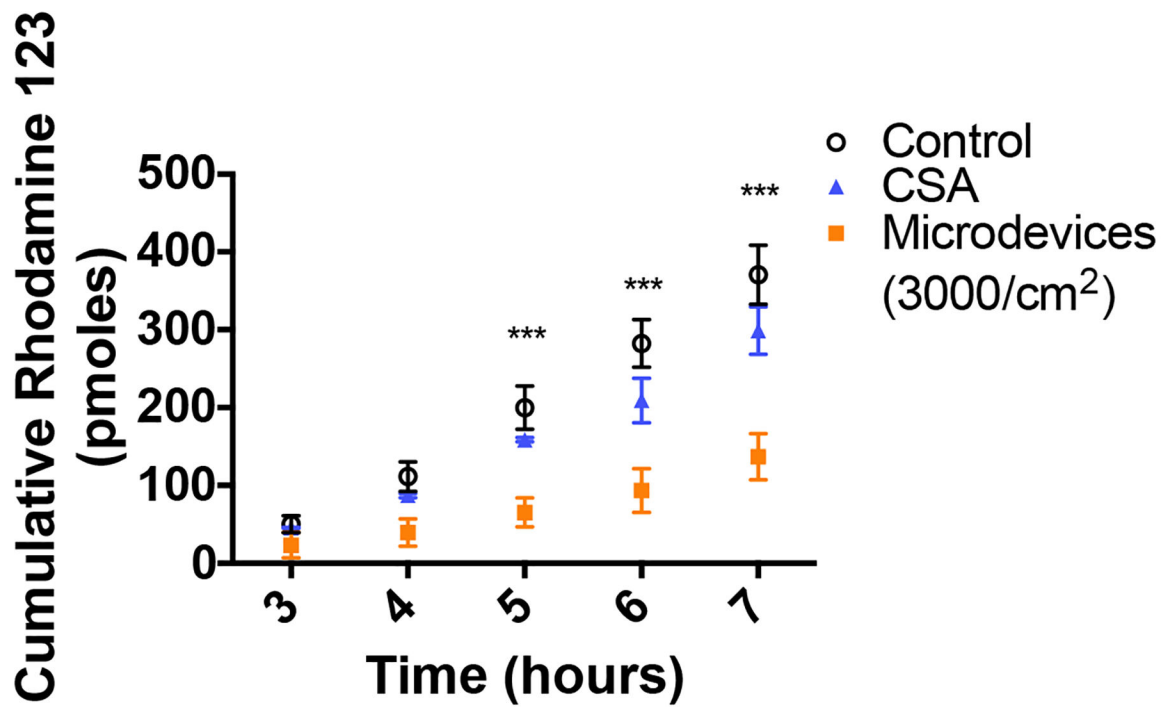 Cumulative Rhodamine 123
(pmoles)
500
400
300
200
100
0
***
***
***
3
4
5
6
7
Time (hours)
Control
CSA
Microdevices
(3000/cm²)